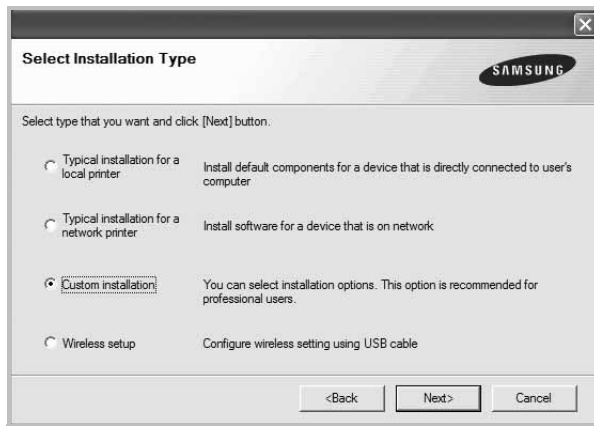 Select Installation Type
SAMSUNG
Select type that you want and click [Next] button.
Typical installation for a
local printer
Install default components for a device that is directly connected to user's
computer
Typical installation for a
network printer
Install software for a device that is on network
Custom installation
You can select installation options. This option is recommended for
professional users.
Wireless setup
Configure wireless setting using USB cable
<Back
Next>
Cancel